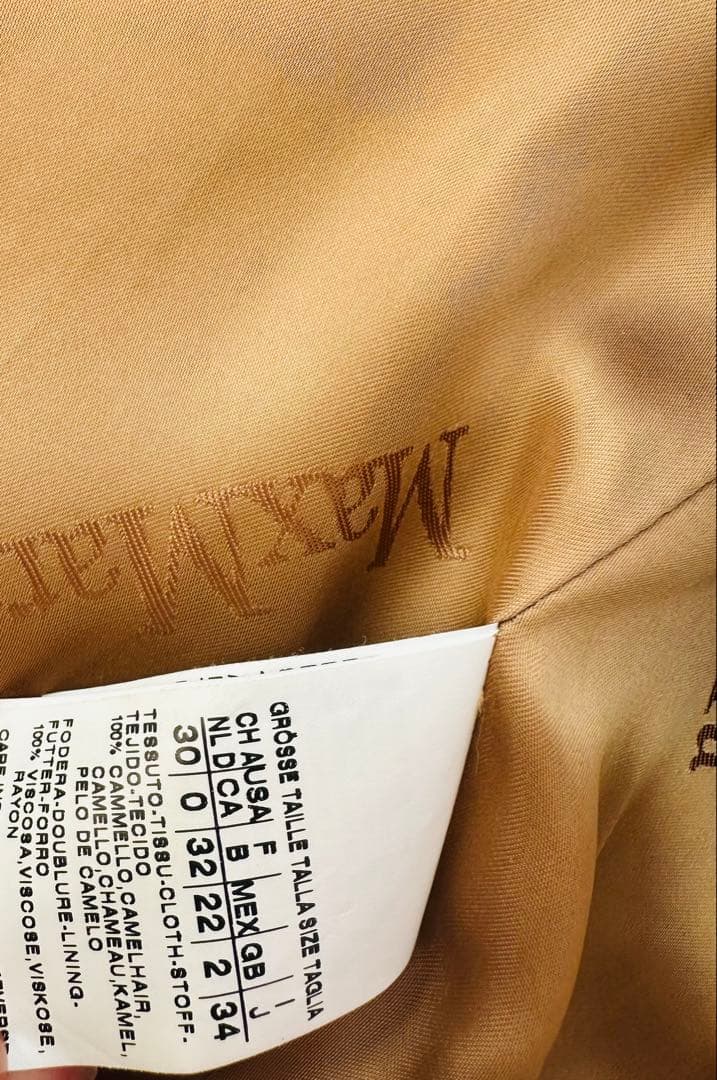 MaxMar
GRÖSSE TAILLE TALLA SIZE TAGLIA
CH A USA F I
NL D CA B MEX GB J
30 0 32 22 2 34
TESSUTO-TISSU-CLOTH-STOFF-
TEJIDO-TECIDO
100% CAMMELLO,CAMELHAIR,
CAMELLO,CHAMEAU,KAMEL,
PELO DE CAMELO
FODERA-DOUBLURE-LINING-
FUTTER-FORRO
100% VISCOSA,VISCOSE,VISKOSE,
RAYON